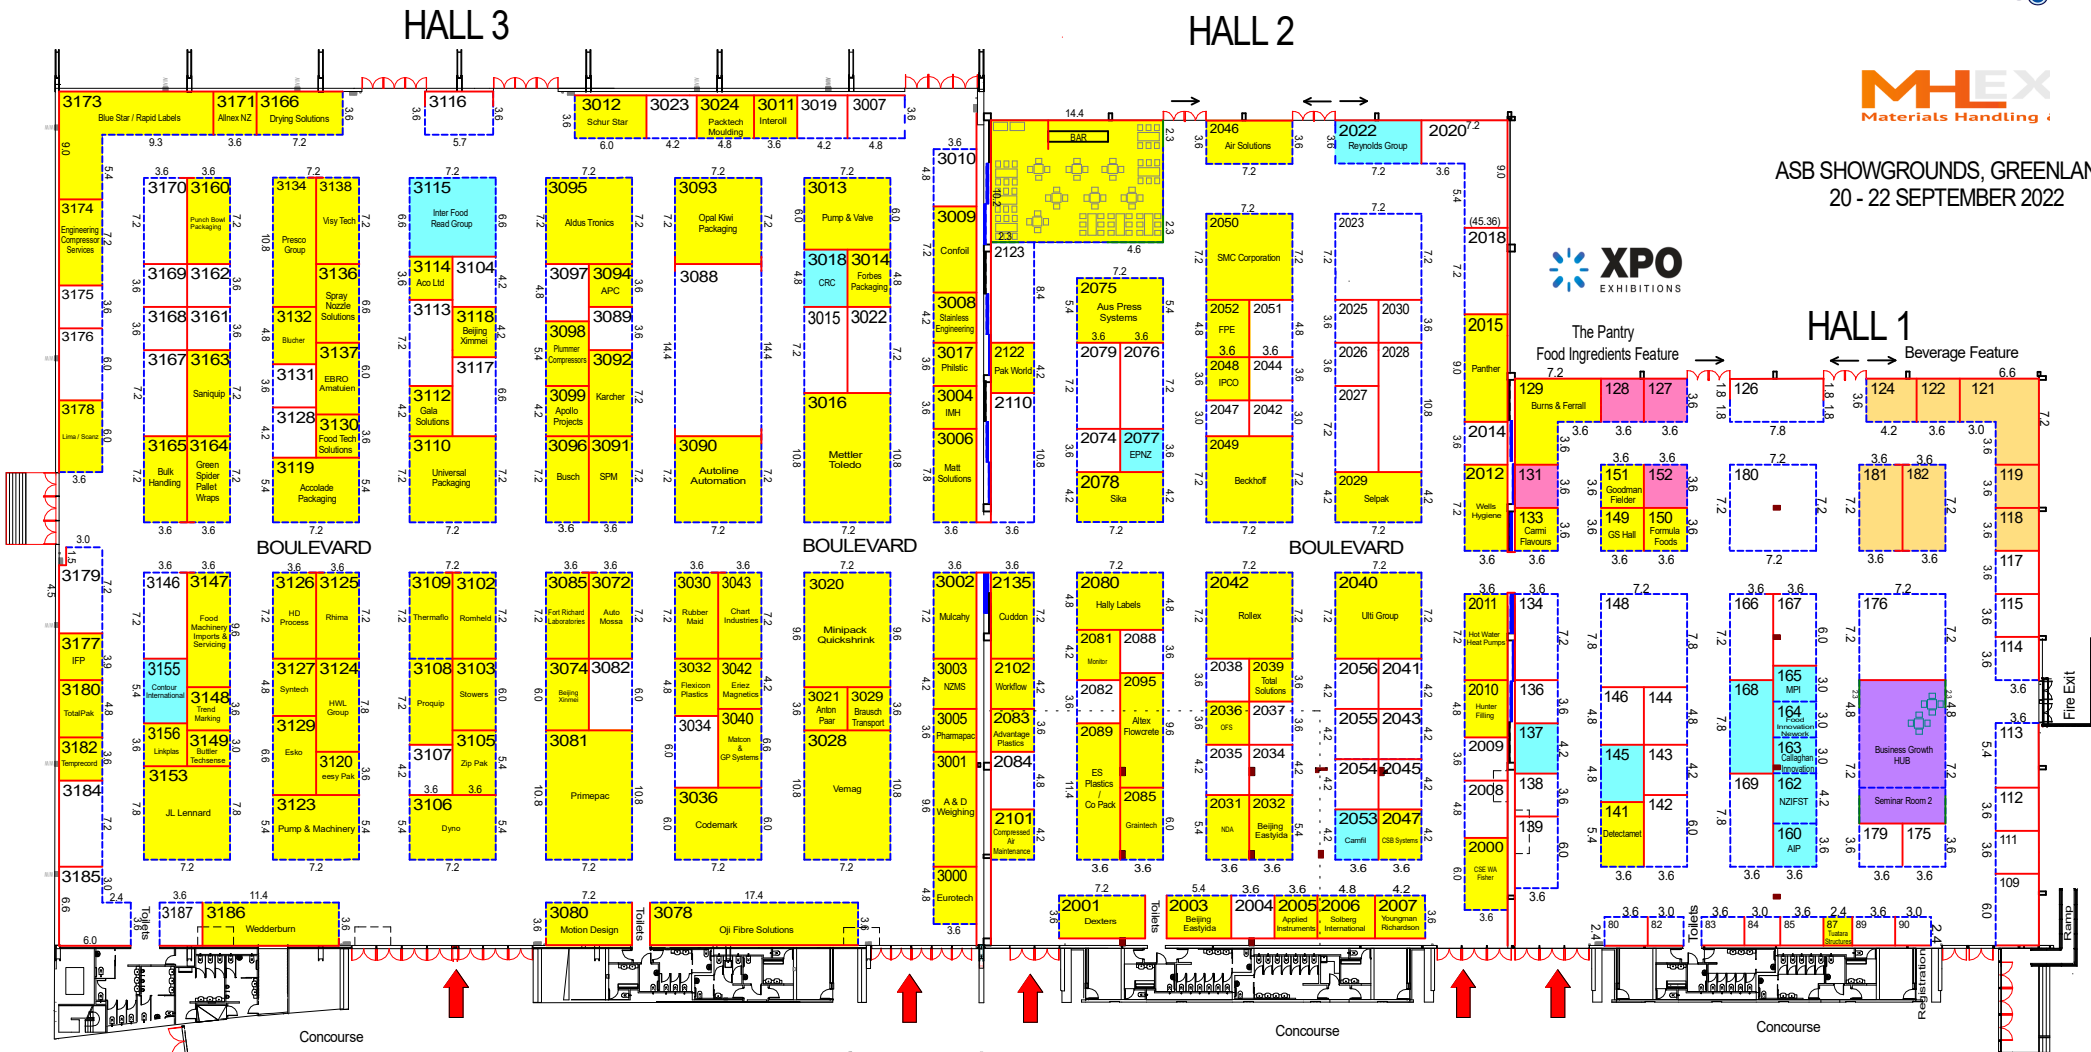 HALL 3
HALL 2
MHLEX
Materials Handling
ASB SHOWGROUNDS, GREENLAN
20 - 22 SEPTEMBER 2022
XPO
EXHIBITIONS
HALL 1
The Pantry
Food Ingredients Feature
Beverage Feature
3173
Blue Star / Rapid Labels
3171
Allnex NZ
3166
Drying Solutions
3116
3012
Schur Star
3023
3024
Packtech
Moulding
3011
Interoll
3019
3007
3010
BAR
2046
Air Solutions
2022
Reynolds Group
2020
3174
Engineering
Compressor
Services
3175
3176
3178
Lima / Scanz
3170
3160
Punch Bowl
Packaging
3169
3162
3168
3161
3167
3163
Saniquip
3165
Bulk
Handling
3164
Green
Spider
Pallet
Wraps
3134
Presco
Group
3138
Visy Tech
3136
Spray
Nozzle
Solutions
3132
Blucher
3137
EBRO
Amatuien
3131
3128
3130
Food Tech
Solutions
3119
Accolade
Packaging
3115
Inter Food
Read Group
3114
Aco Ltd
3104
3113
3118
Beijing
Ximmei
3117
3112
Gala
Solutions
3110
Universal
Packaging
3095
Aldus Tronics
3097
3094
APC
3089
3098
Plummer
Compressors
3092
Karcher
3099
Apollo
Projects
3096
Busch
3091
SPM
3093
Opal Kiwi
Packaging
3088
3090
Autoline
Automation
3013
Pump & Valve
3018
CRC
3014
Forbes
Packaging
3015
3022
3016
Mettler
Toledo
3009
Confoil
3008
Stainless
Engineering
3017
Philstic
3004
IMH
3006
Matt
Solutions
2123
2122
Pak World
2110
2075
Aus Press
Systems
2079
2076
2074
2077
EPNZ
2078
Sika
2050
SMC Corporation
2052
FPE
2051
2048
IPCO
2044
2047
2042
2049
Beckhoff
2023
2025
2030
2026
2028
2027
2029
Selpak
2018
(45.36)
2015
Panther
2014
2012
Wells
Hygiene
129
Burns & Ferrall
128
127
126
124
122
121
131
133
Carmi
Flavours
151
Goodman
Fielder
152
149
GS Hall
150
Formula
Foods
180
181
182
119
118
BOULEVARD
BOULEVARD
BOULEVARD
3179
3177
IFP
3180
TotalPak
3182
Temprecord
3184
3185
3146
3147
Food
Machinery
Imports &
Servicing
3155
Contour
International
3148
Trend
Marking
3156
Linkplas
3149
Buttler
Techsense
3153
JL Lennard
3126
HD
Process
3125
Rhima
3127
Syntech
3124
HWL
Group
3129
Esko
3120
eesy Pak
3123
Pump & Machinery
3109
Thermaflo
3102
Romheld
3108
Proquip
3103
Stowers
3107
3105
Zip Pak
3106
Dyno
3085
Fort Richard
Laboratories
3072
Auto
Mossa
3074
Beijing
Xinmei
3082
3081
Primepac
3030
Rubber
Maid
3043
Chart
Industries
3032
Flexicon
Plastics
3042
Eriez
Magnetics
3034
3040
Matcon
&
GP Systems
3036
Codemark
3020
Minipack
Quickshrink
3021
Anton
Paar
3029
Brausch
Transport
3028
Vemag
3002
Mulcahy
3003
NZMS
3005
Pharmapac
3001
A & D
Weighing
3000
Eurotech
2135
Cuddon
2102
Workflow
2083
Advantage
Plastics
2084
2101
Compressed
Air
Maintenance
2080
Hally Labels
2081
Monitor
2088
2082
2095
Altex
Flowcrete
2089
ES
Plastics
/
Co Pack
2085
Graintech
2042
Rollex
2038
2039
Total
Solutions
2036
OFS
2037
2035
2034
2031
NDA
2032
Beijing
Eastyida
2040
Ulti Group
2056
2041
2055
2043
2054
2045
2053
Camfil
2047
CSB Systems
2011
Hot Water
Heat Pumps
2010
Hunter
Filling
2009
2008
2000
CSE WA
Fisher
134
136
137
138
139
148
146
144
145
143
141
Detectamet
142
166
167
165
MPI
168
164
Food
Innovation
Nework
163
Callaghan
Innovation
169
162
NZIFST
160
AIP
176
Business Growth
HUB
Seminar Room 2
179
175
117
115
114
113
112
111
109
Fire Exit
Ramp
3187
3186
Wedderburn
3080
Motion Design
3078
Oji Fibre Solutions
2001
Dexters
2003
Beijing
Eastyida
2004
2005
Applied
Instruments
2006
Solberg
International
2007
Youngman
Richardson
80
82
83
84
85
87
Tuatara
Structures
89
90
Toilets
Toilets
Toilets
Toilets
Registration
Concourse
Concourse
Concourse